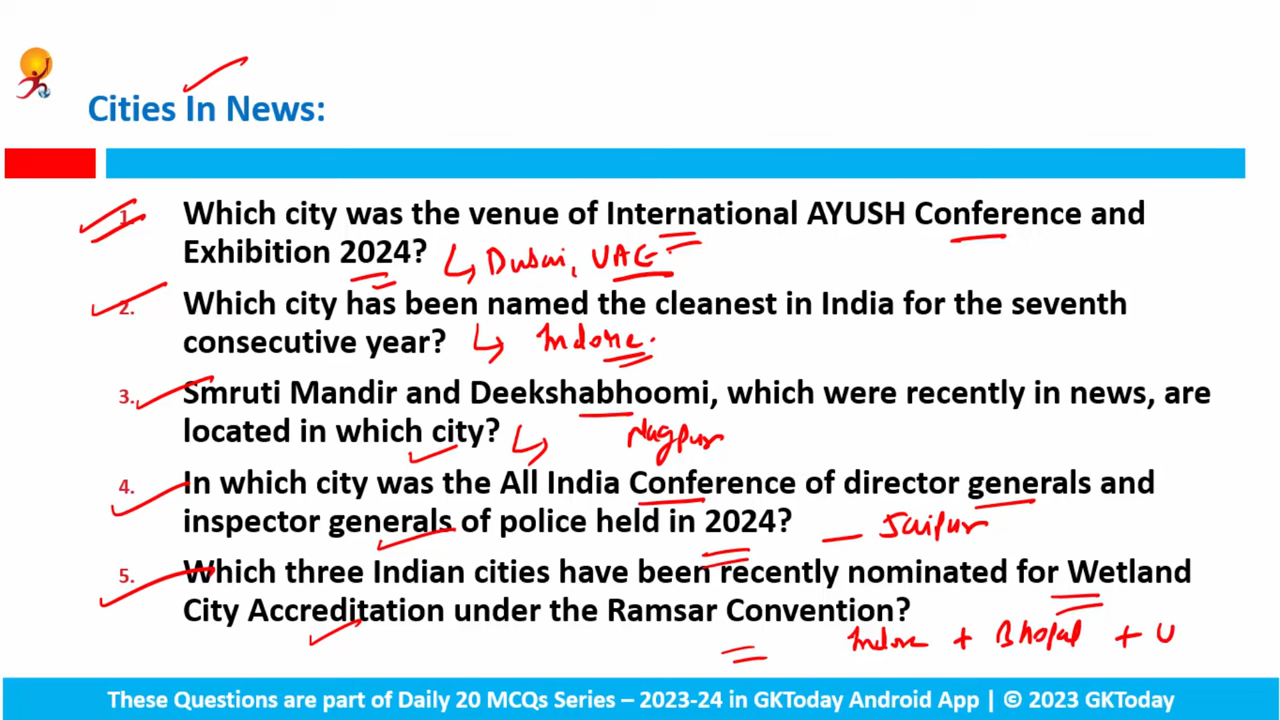 Cities In News:
1. Which city was the venue of International AYUSH Conference and
Exhibition 2024? Dubai, UAE
2. Which city has been named the cleanest in India for the seventh
consecutive year? Indore.
3. Smruti Mandir and Deekshabhoomi, which were recently in news, are
located in which city? Nagpur
4. In which city was the All India Conference of director generals and
inspector generals of police held in 2024? – Jaipur
5. Which three Indian cities have been recently nominated for Wetland
City Accreditation under the Ramsar Convention?
Indore + Bhopal + U
These Questions are part of Daily 20 MCQs Series – 2023-24 in GKToday Android App | © 2023 GKToday